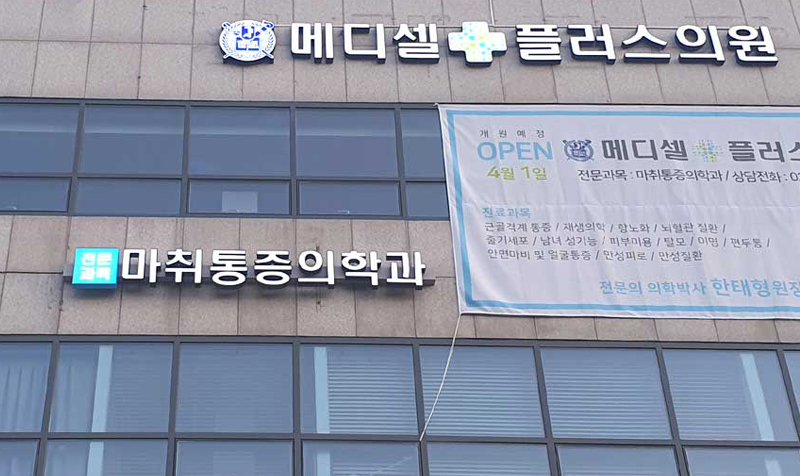 메디셀 플러스의원
개원예정
OPEN 메디셀 플러스
4월 1일 전문과목 : 마취통증의학과 / 상담전화 : 0
진료과목
근골격계 통증 / 재생의학 / 항노화 / 뇌혈관 질환 /
줄기세포 / 남녀 성기능 / 피부미용 / 탈모 / 이명 / 편두통 /
안면마비 및 얼굴통증 / 만성피로 / 만성질환
전문의 의학박사 한태형원장
전문
과목 마취통증의학과